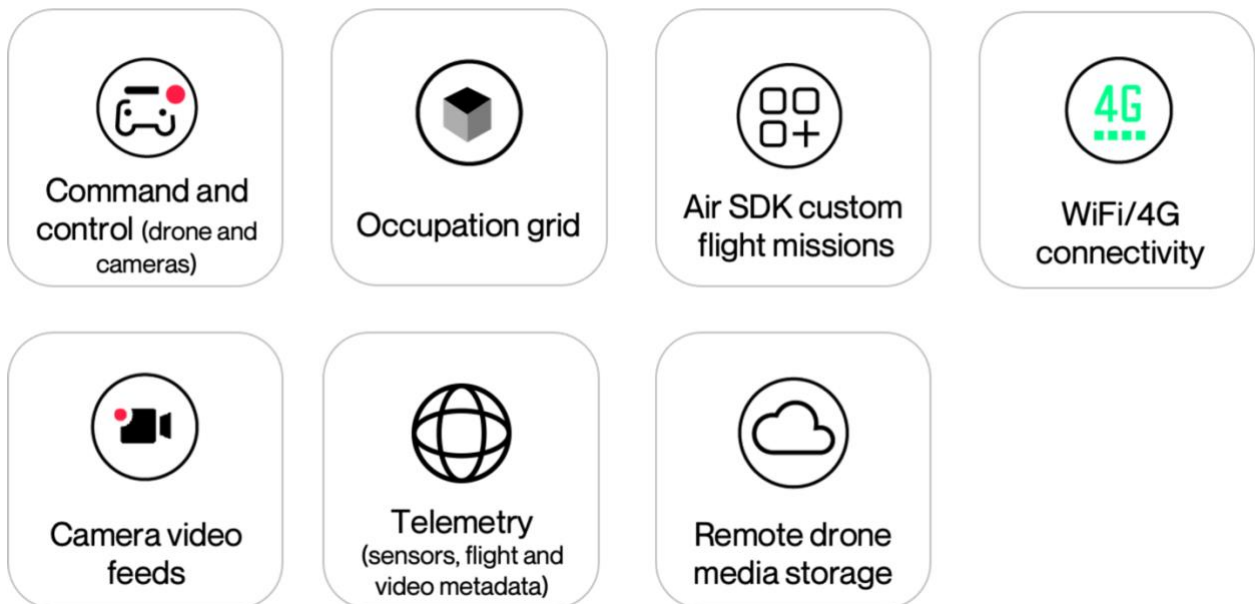 Command and
control (drone and
cameras)
Occupation grid
Air SDK custom
flight missions
4G
WiFi/4G
connectivity
Camera video
feeds
Telemetry
(sensors, flight and
video metadata)
Remote drone
media storage